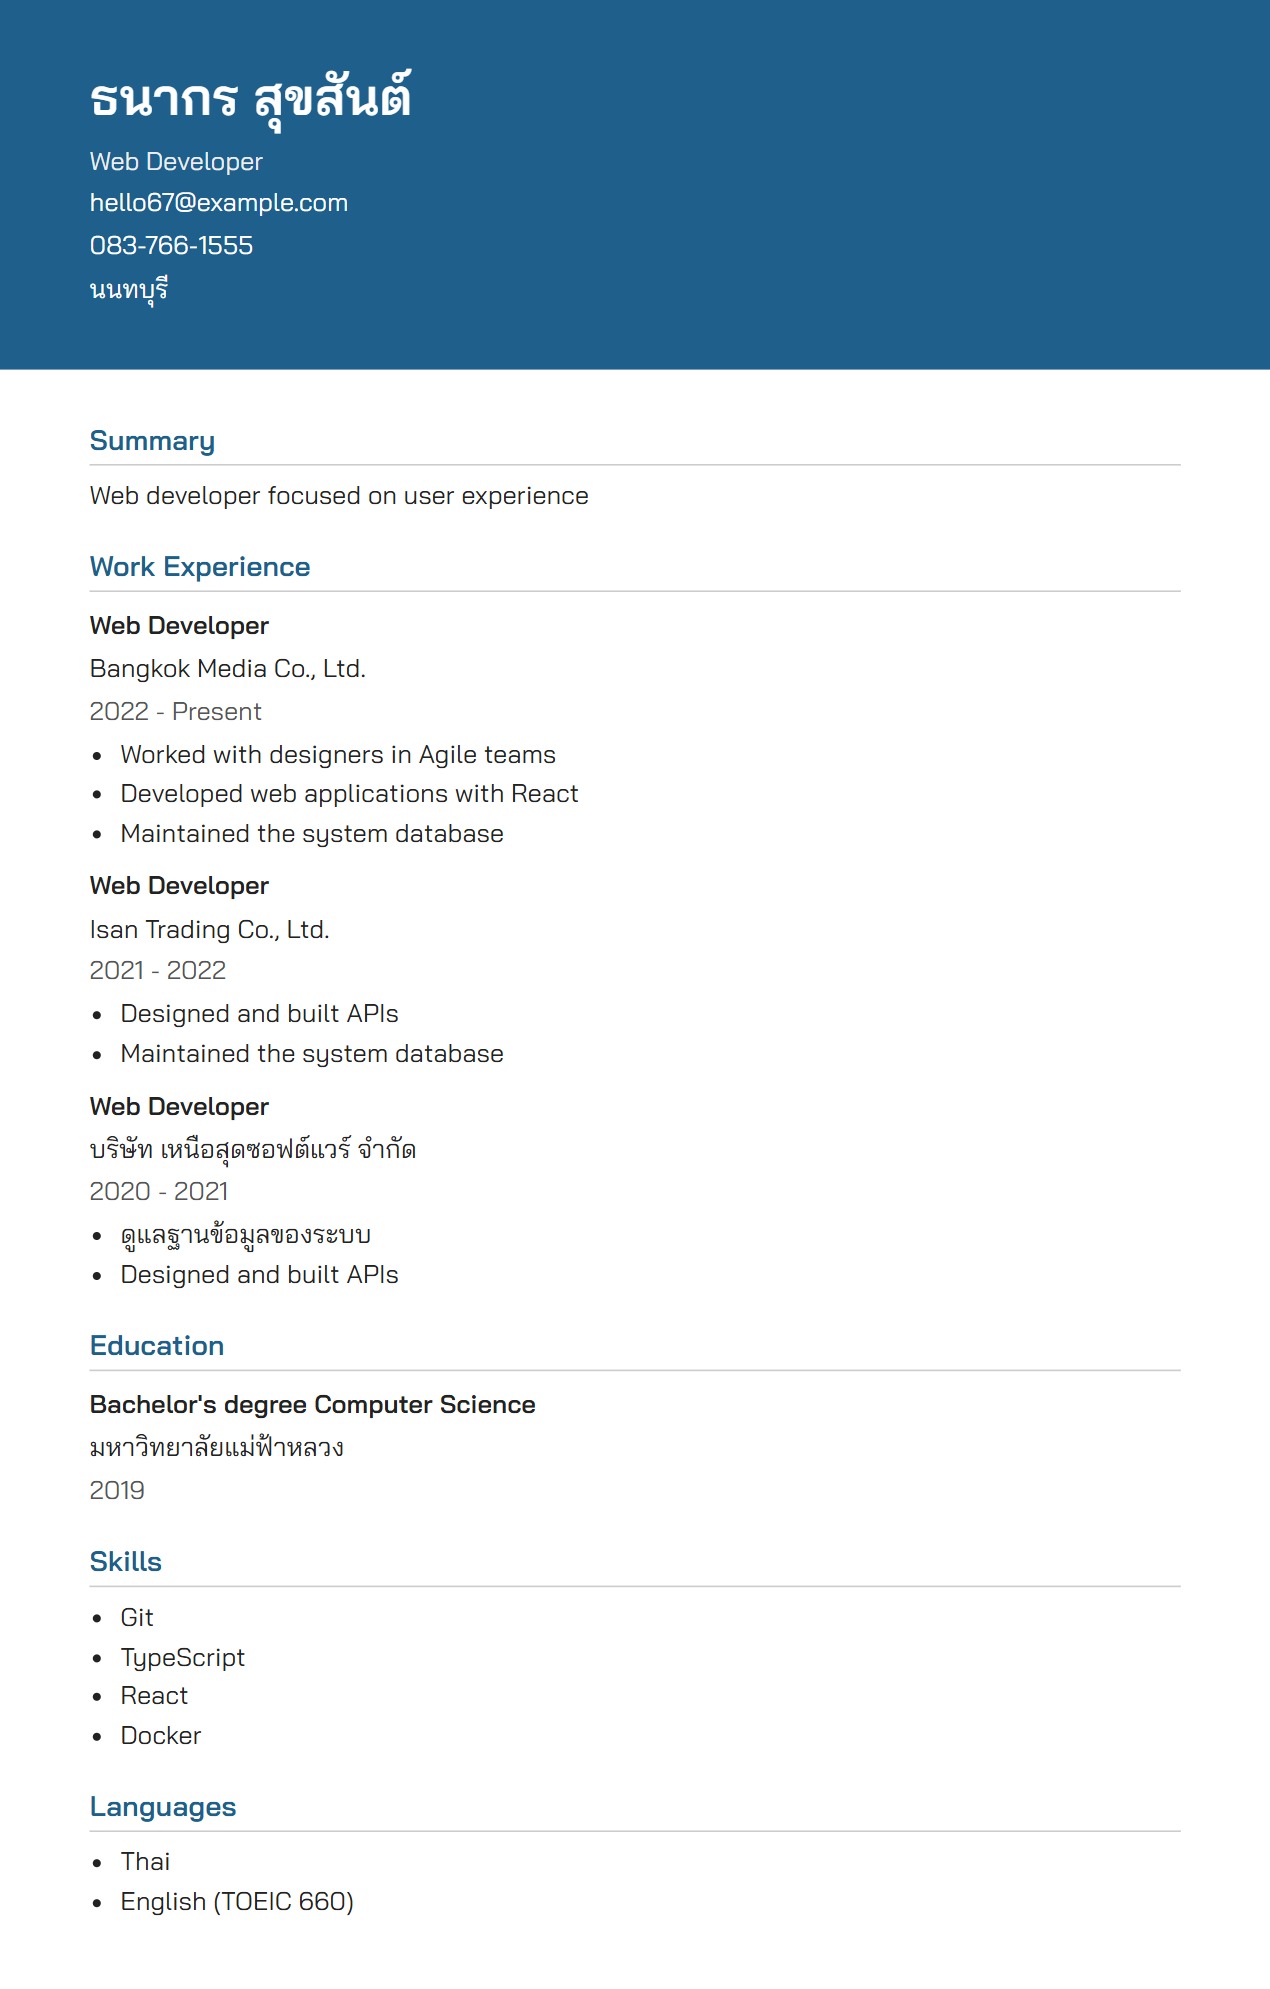 ธนากร สุขสันต์
Web Developer
hello67@example.com
083-766-1555
นนทบุรี
Summary
Web developer focused on user experience
Work Experience
Web Developer
Bangkok Media Co., Ltd.
2022 - Present
• Worked with designers in Agile teams
• Developed web applications with React
• Maintained the system database
Web Developer
Isan Trading Co., Ltd.
2021 - 2022
• Designed and built APIs
• Maintained the system database
Web Developer
บริษัท เหนือสุดซอฟต์แวร์ จำกัด
2020 - 2021
• ดูแลฐานข้อมูลของระบบ
• Designed and built APIs
Education
Bachelor's degree Computer Science
มหาวิทยาลัยแม่ฟ้าหลวง
2019
Skills
• Git
• TypeScript
• React
• Docker
Languages
• Thai
• English (TOEIC 660)